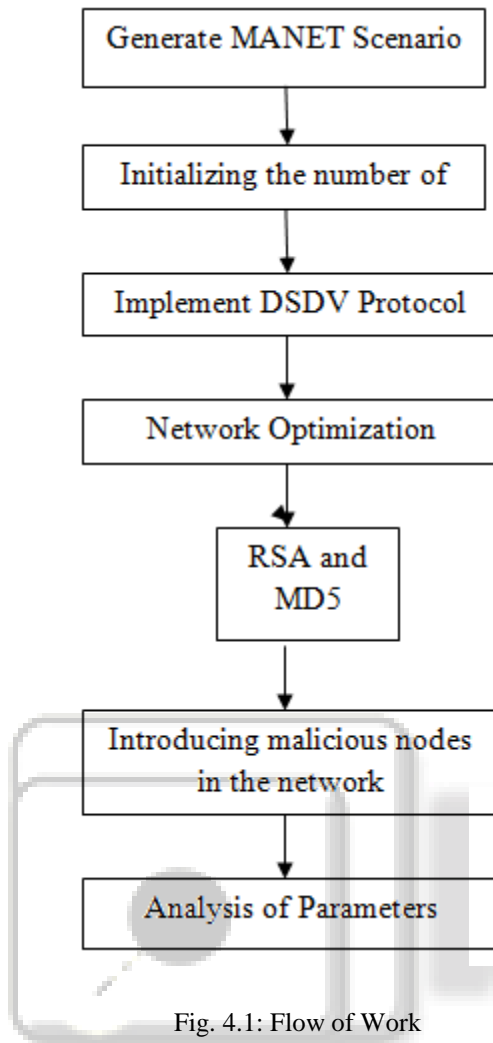 Generate MANET Scenario
Initializing the number of
Implement DSDV Protocol
Network Optimization
RSA and
MD5
Introducing malicious nodes
in the network
Analysis of Parameters
Fig. 4.1: Flow of Work